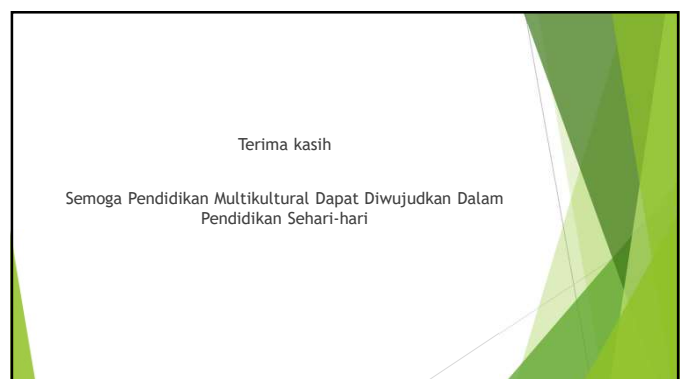 Terima kasih
Semoga Pendidikan Multikultural Dapat Diwujudkan Dalam
Pendidikan Sehari-hari